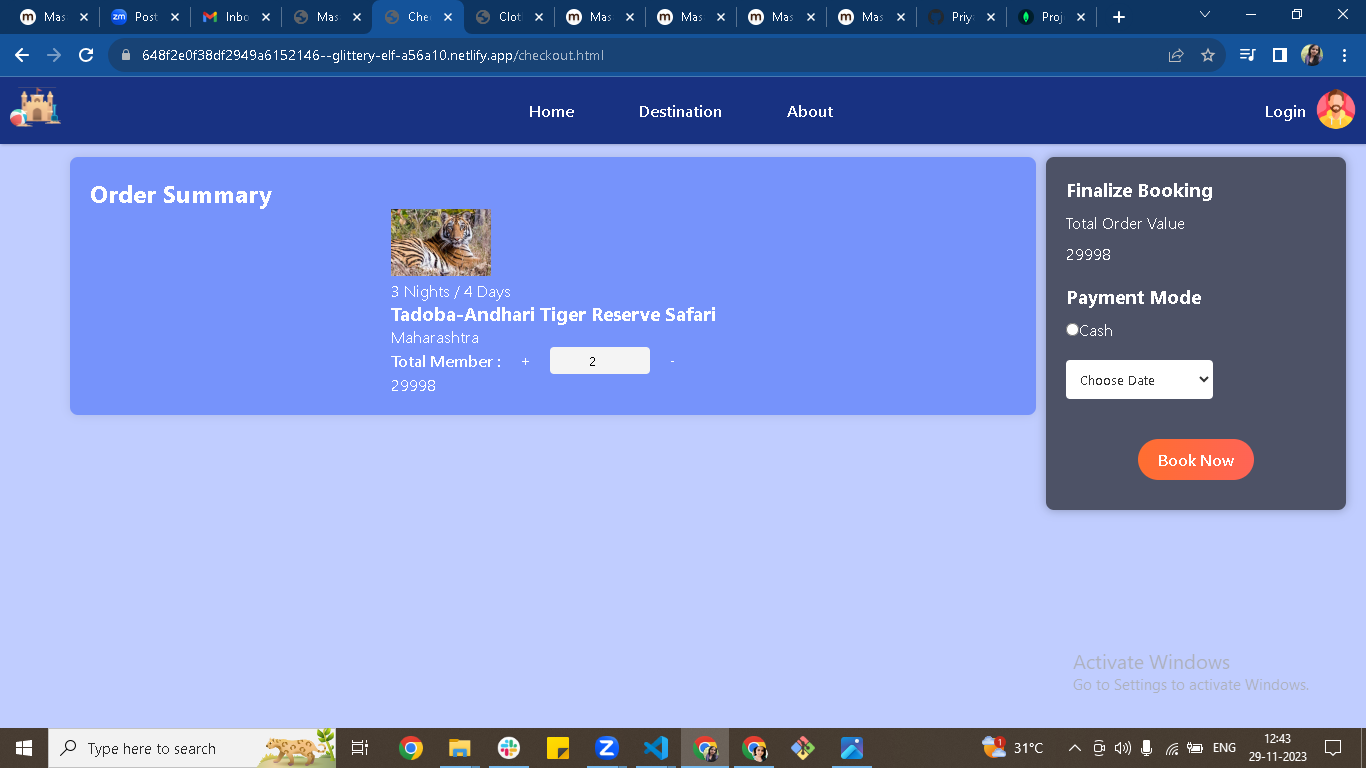 Mas
Post
Inbo
Mas
Che
Clot
Mas
Mas
Mas
Mas
Priy
Proj
648f2e0f38df2949a6152146--glittery-elf-a56a10.netlify.app/checkout.html
Home
Destination
About
Login
Order Summary
3 Nights / 4 Days
Tadoba-Andhari Tiger Reserve Safari
Maharashtra
Total Member : + 2 -
29998
Finalize Booking
Total Order Value
29998
Payment Mode
Cash
Choose Date
Book Now
Activate Windows
Go to Settings to activate Windows.
Type here to search
31°C
ENG
12:43
29-11-2023